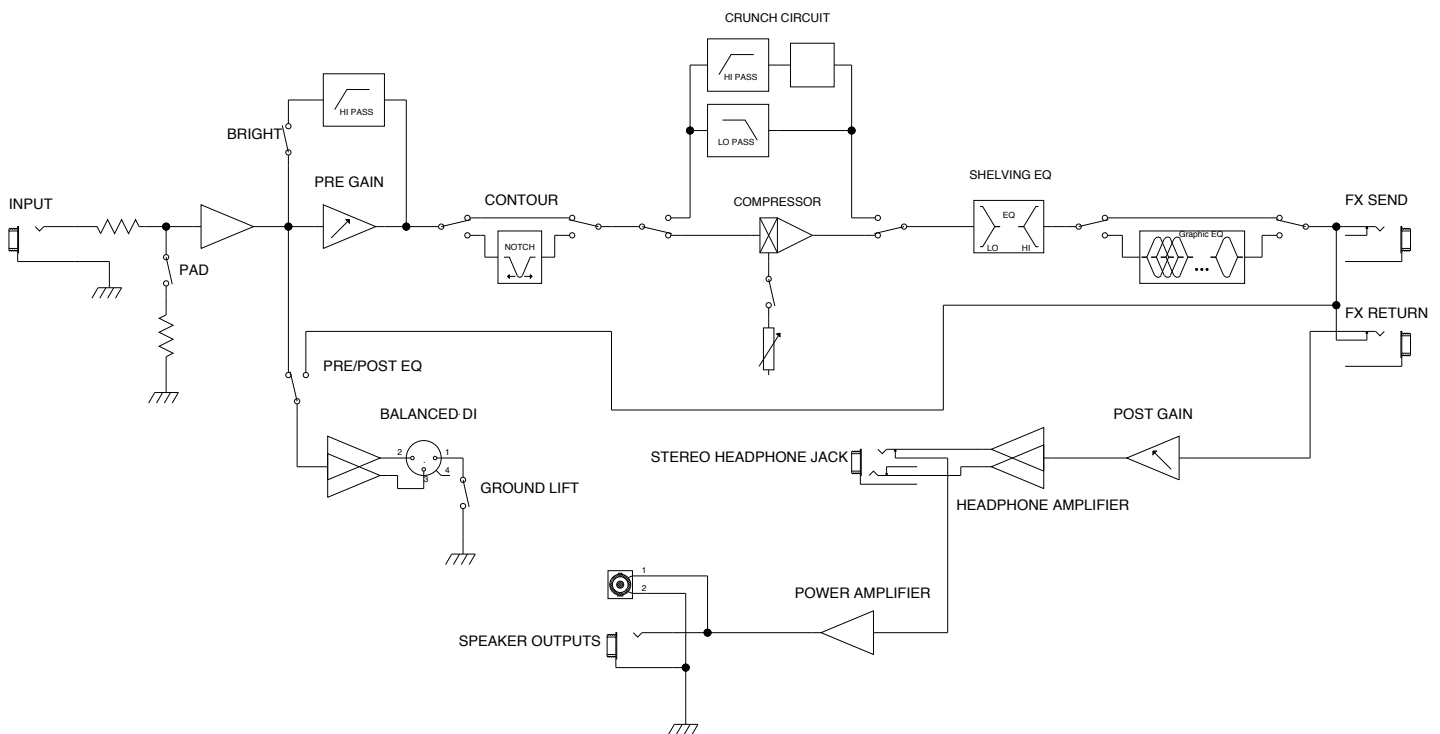 CRUNCH CIRCUIT
HI PASS
HI PASS
BRIGHT
LO PASS
PRE GAIN
SHELVING EQ
INPUT
CONTOUR
COMPRESSOR
FX SEND
EQ
LO HI
NOTCH
Graphic EQ
...
PAD
FX RETURN
PRE/POST EQ
BALANCED DI
POST GAIN
2 1
4
3
STEREO HEADPHONE JACK
GROUND LIFT
HEADPHONE AMPLIFIER
1
2
POWER AMPLIFIER
SPEAKER OUTPUTS